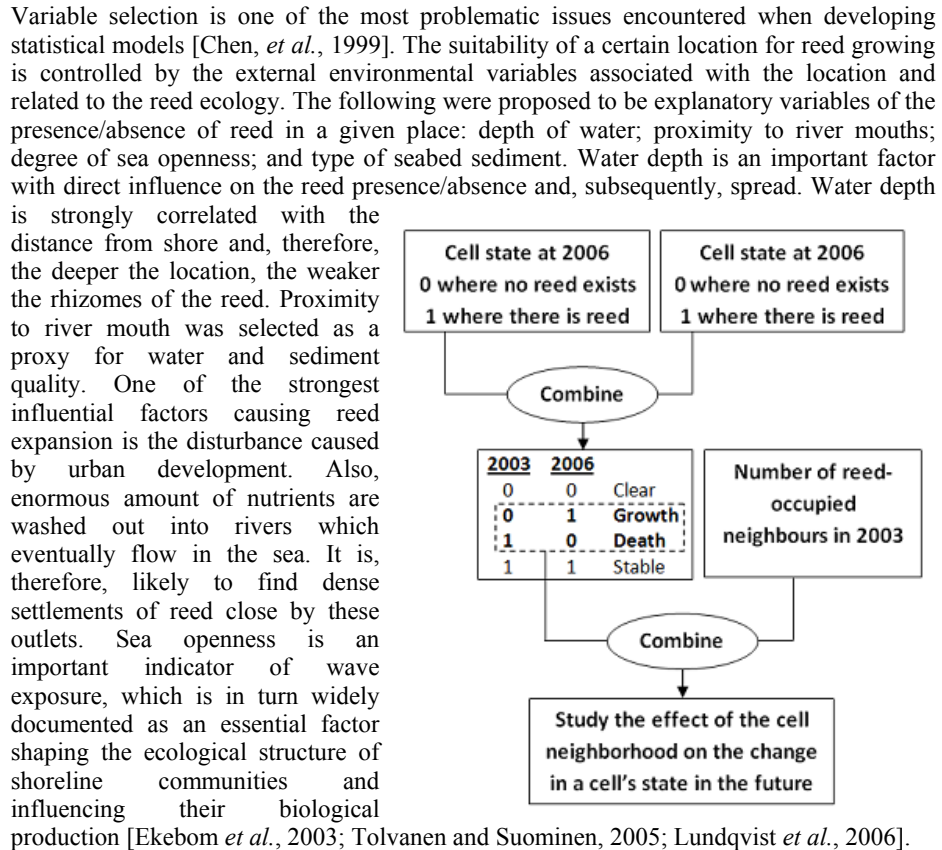 Variable selection is one of the most problematic issues encountered when developing
statistical models [Chen, et al., 1999]. The suitability of a certain location for reed growing
is controlled by the external environmental variables associated with the location and
related to the reed ecology. The following were proposed to be explanatory variables of the
presence/absence of reed in a given place: depth of water; proximity to river mouths;
degree of sea openness; and type of seabed sediment. Water depth is an important factor
with direct influence on the reed presence/absence and, subsequently, spread. Water depth
is strongly correlated with the
distance from shore and, therefore,
the deeper the location, the weaker
the rhizomes of the reed. Proximity
to river mouth was selected as a
proxy for water and sediment
quality. One of the strongest
influential factors causing reed
expansion is the disturbance caused
by urban development. Also,
enormous amount of nutrients are
washed out into rivers which
eventually flow in the sea. It is,
therefore, likely to find dense
settlements of reed close by these
outlets. Sea openness is an
important indicator of wave
exposure, which is in turn widely
documented as an essential factor
shaping the ecological structure of
shoreline communities and
influencing their biological
production [Ekebom et al., 2003; Tolvanen and Suominen, 2005; Lundqvist et al., 2006].
Cell state at 2006
0 where no reed exists
1 where there is reed
Cell state at 2006
0 where no reed exists
1 where there is reed
Combine
2003 2006
0 0 Clear
0 1 Growth
1 0 Death
1 1 Stable
Number of reed-
occupied
neighbours in 2003
Combine
Study the effect of the cell
neighborhood on the change
in a cell's state in the future